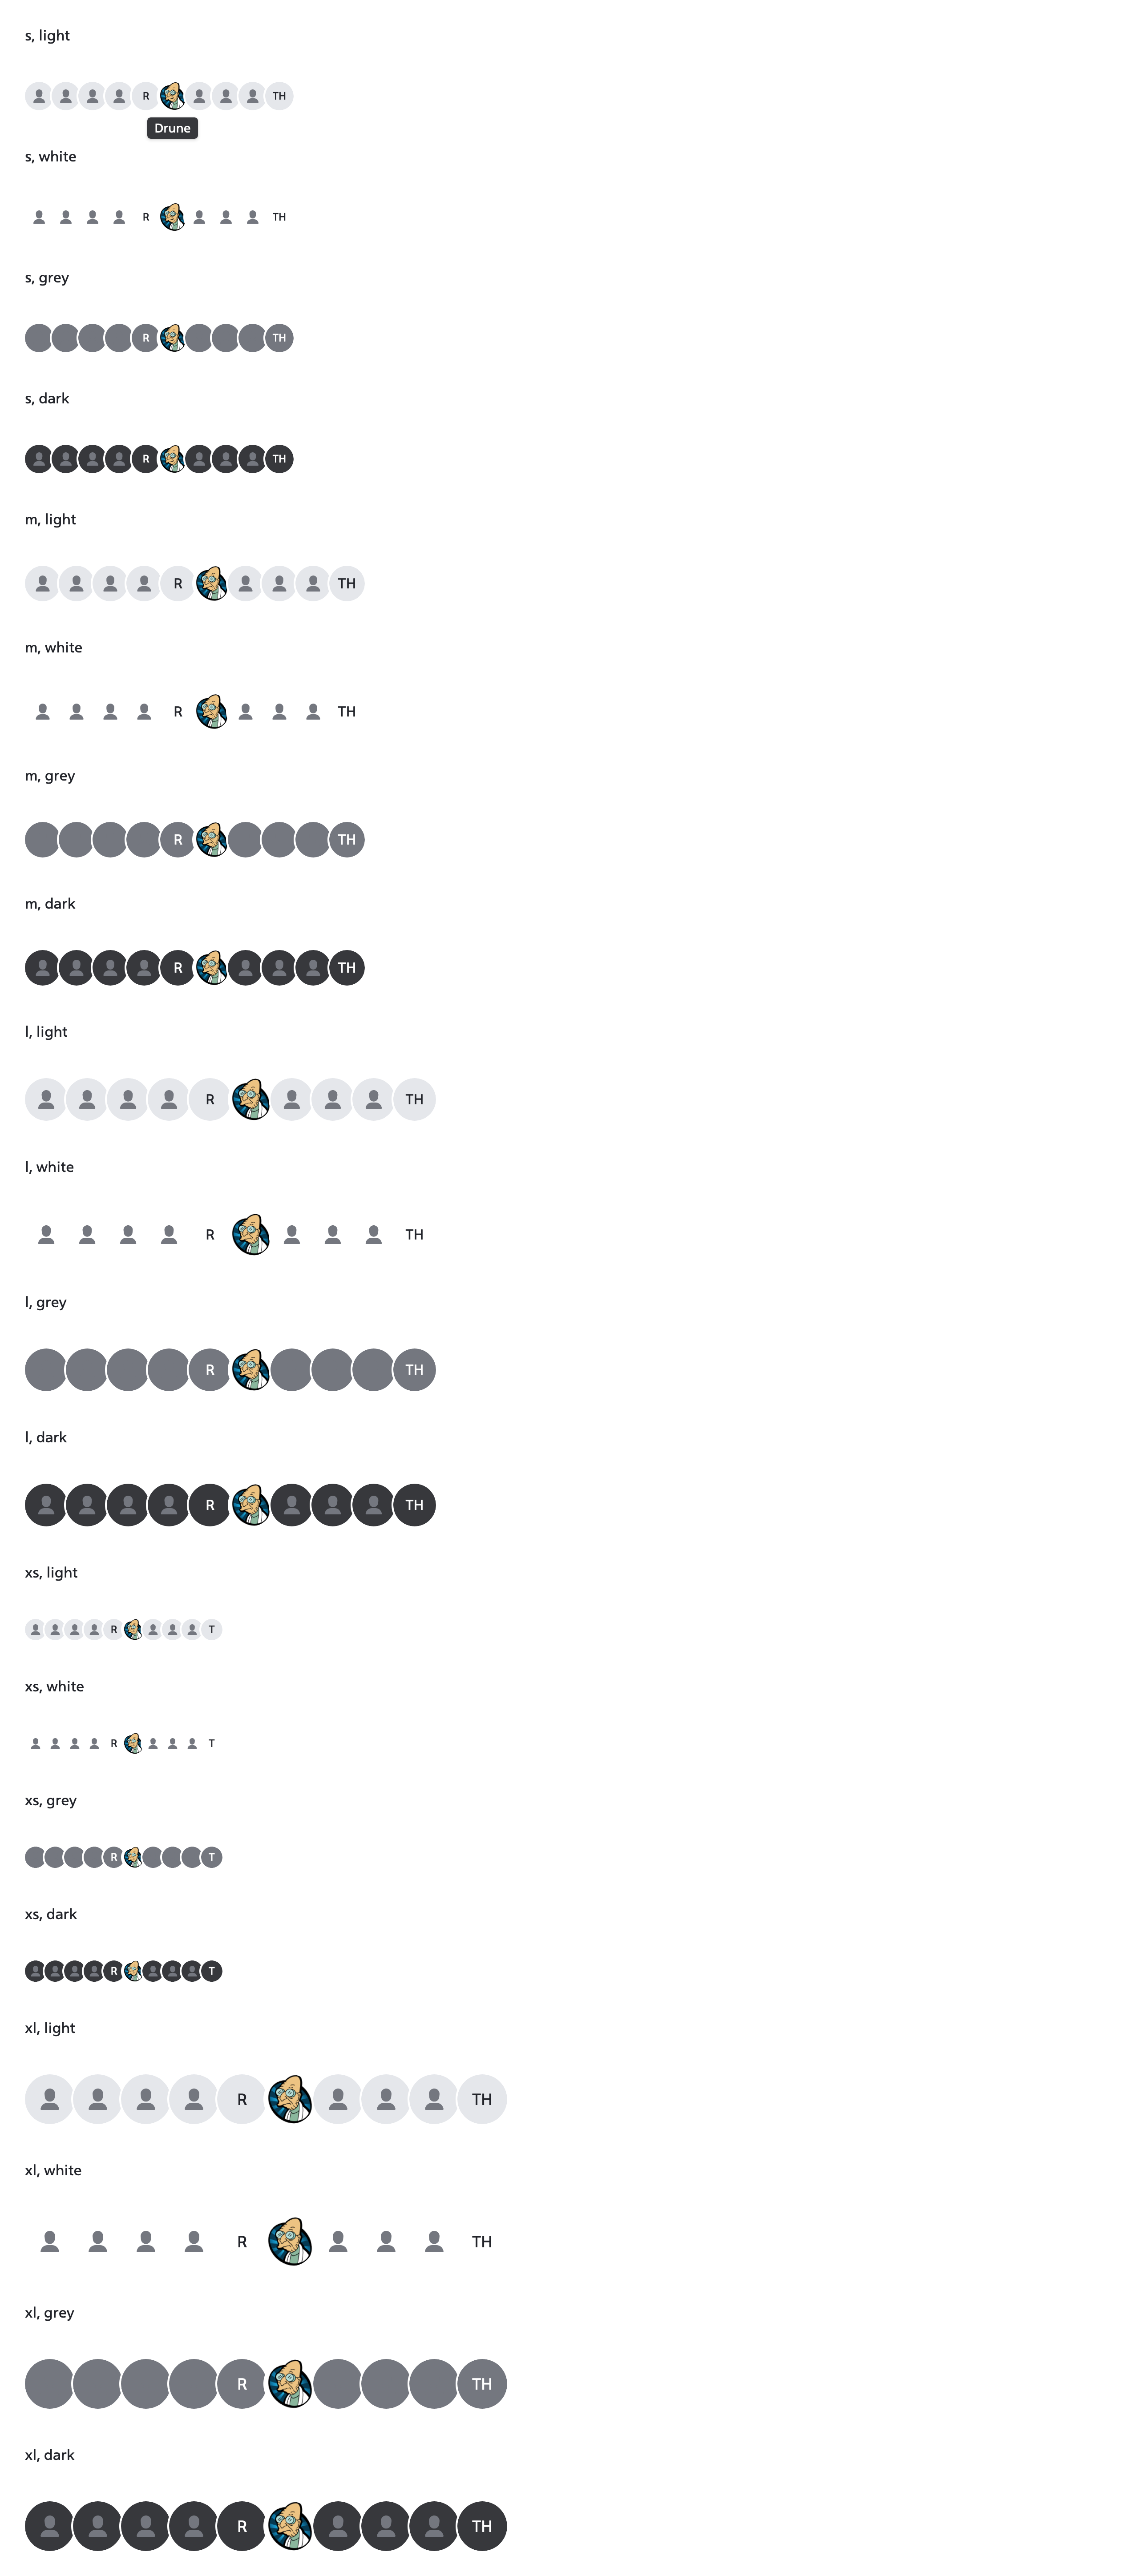 s, light
R TH
Drune
s, white
R TH
s, grey
R TH
s, dark
R TH
m, light
R TH
m, white
R TH
m, grey
R TH
m, dark
R TH
l, light
R TH
l, white
R TH
l, grey
R TH
l, dark
R TH
xs, light
R T
xs, white
R T
xs, grey
R T
xs, dark
R T
xl, light
R TH
xl, white
R TH
xl, grey
R TH
xl, dark
R TH